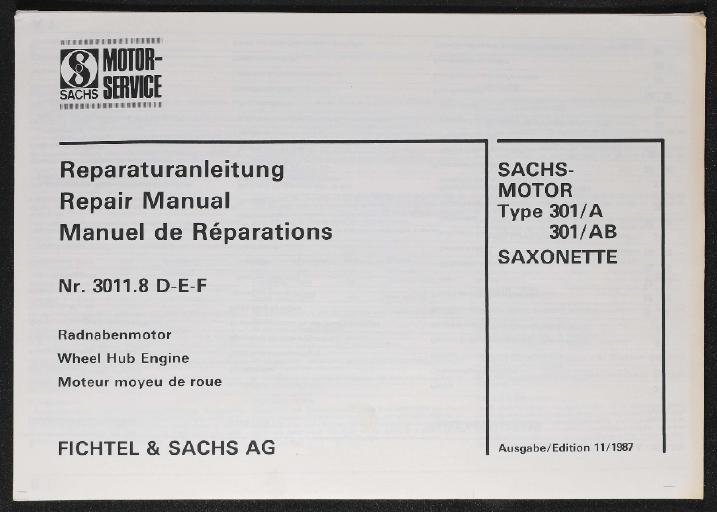 MOTOR-
SERVICE
SACHS
Reparaturanleitung
Repair Manual
Manuel de Réparations
Nr. 3011.8 D-E-F
Radnabenmotor
Wheel Hub Engine
Moteur moyeu de roue
FICHTEL & SACHS AG
SACHS-
MOTOR
Type 301/A
301/AB
SAXONETTE
Ausgabe/Edition 11/1987